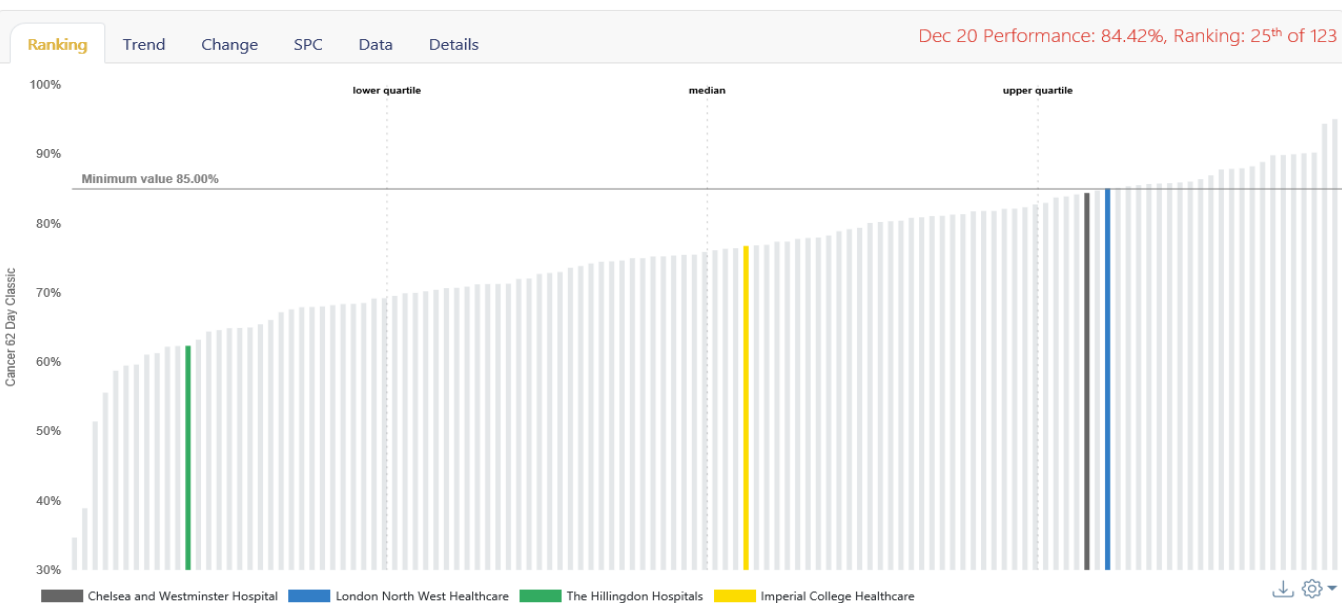 Ranking Trend Change SPC Data Details
Dec 20 Performance: 84.42%, Ranking: 25th of 123
100%
lower quartile median upper quartile
90%
Minimum value 85.00%
80%
70%
60%
50%
40%
30%
Cancer 62 Day Classic
Chelsea and Westminster Hospital London North West Healthcare The Hillingdon Hospitals Imperial College Healthcare